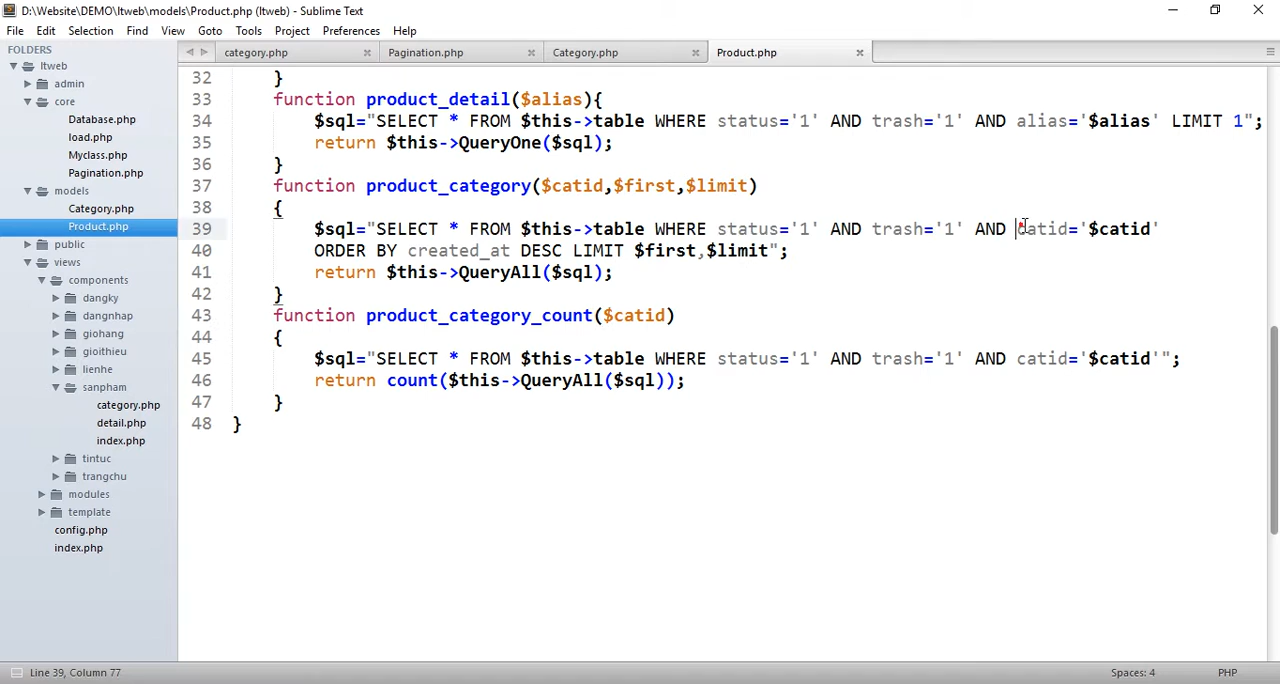 D:\Website\DEMO\ltweb\models\Product.php (ltweb) - Sublime Text
File Edit Selection Find View Goto Tools Project Preferences Help
FOLDERS
ltweb
admin
core
Database.php
load.php
Myclass.php
Pagination.php
models
Category.php
Product.php
public
views
components
dangky
dangnhap
giohang
gioithieu
lienhe
sanpham
category.php
detail.php
index.php
tintuc
trangchu
modules
template
config.php
index.php
category.php Pagination.php Category.php Product.php
32 }
33 function product_detail($alias){
34 $sql="SELECT * FROM $this->table WHERE status='1' AND trash='1' AND alias='$alias' LIMIT 1";
35 return $this->QueryOne($sql);
36 }
37 function product_category($catid,$first,$limit)
38 {
39 $sql="SELECT * FROM $this->table WHERE status='1' AND trash='1' AND catid='$catid'
40 ORDER BY created_at DESC LIMIT $first,$limit";
41 return $this->QueryAll($sql);
42 }
43 function product_category_count($catid)
44 {
45 $sql="SELECT * FROM $this->table WHERE status='1' AND trash='1' AND catid='$catid'";
46 return count($this->QueryAll($sql));
47 }
48 }
Line 39, Column 77 Spaces: 4 PHP